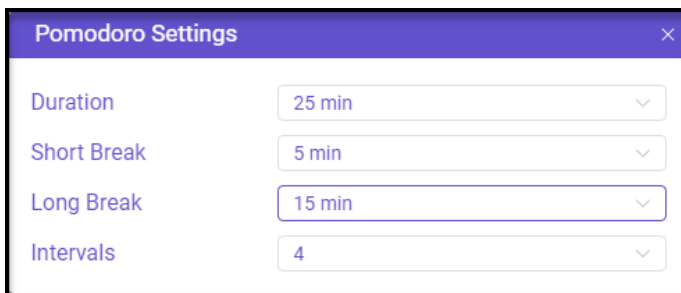 Pomodoro Settings
Duration 25 min
Short Break 5 min
Long Break 15 min
Intervals 4